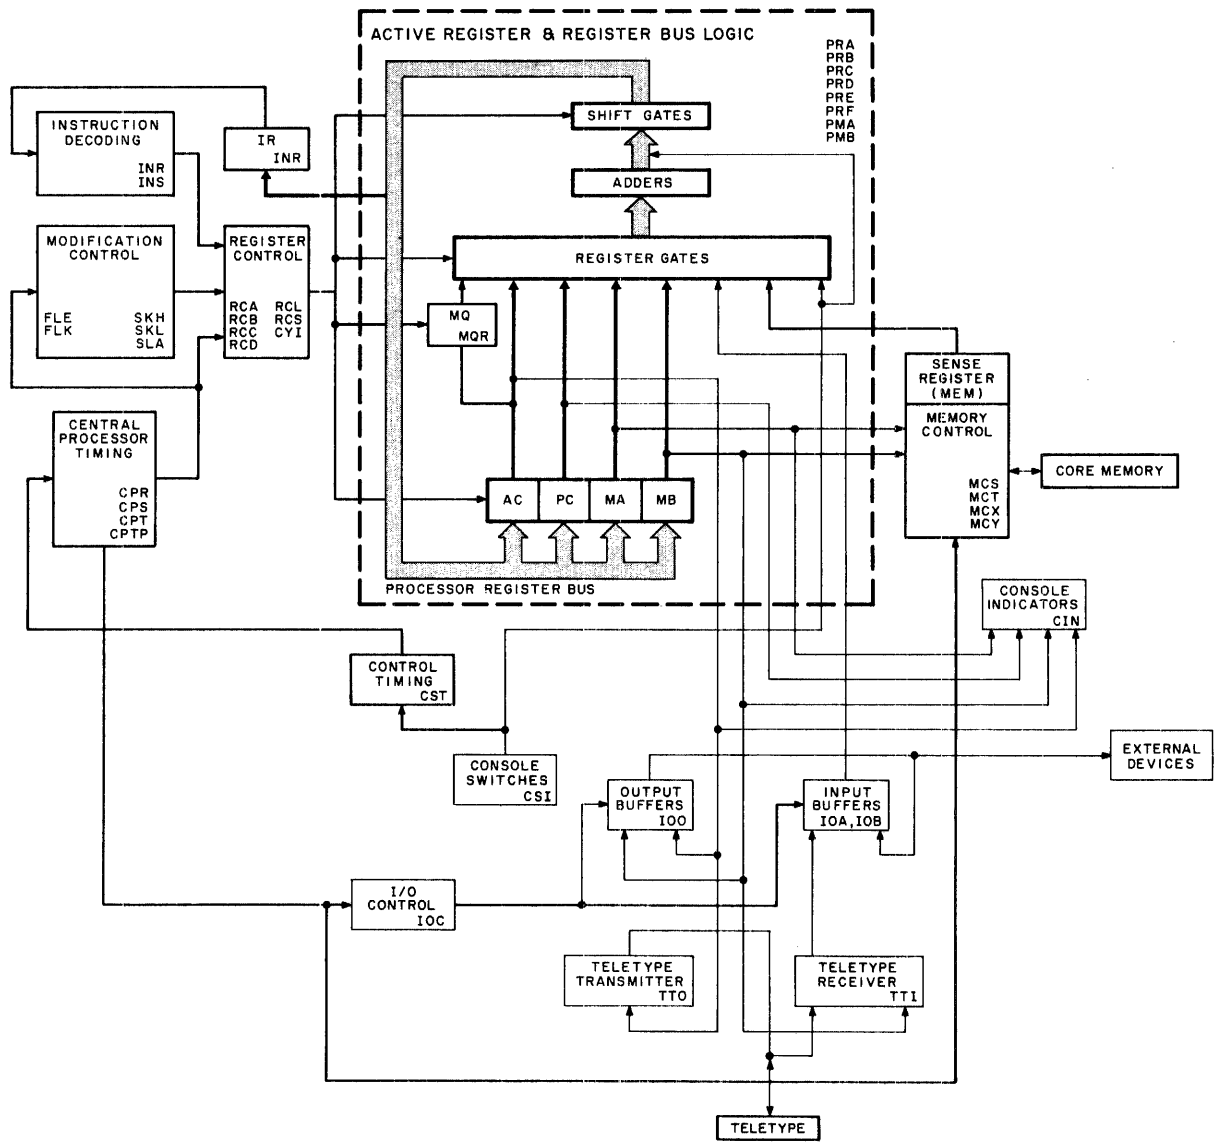 ACTIVE REGISTER & REGISTER BUS LOGIC
PRA
PRB
PRC
PRD
PRE
PRF
PMA
PMB
SHIFT GATES
INSTRUCTION
DECODING
INR
INS
IR
INR
ADDERS
MODIFICATION
CONTROL
FLE
FLK
SKH
SKL
SLA
REGISTER
CONTROL
RCA RCL
RCB RCS
RCC CYI
RCD
REGISTER GATES
MQ
MQR
SENSE
REGISTER
(MEM)
MEMORY
CONTROL
MCS
MCT
MCX
MCY
CORE MEMORY
CENTRAL
PROCESSOR
TIMING
CPR
CPS
CPT
CPTP
AC PC MA MB
PROCESSOR REGISTER BUS
CONSOLE
INDICATORS
CIN
CONTROL
TIMING
CST
CONSOLE
SWITCHES
CSI
EXTERNAL
DEVICES
OUTPUT
BUFFERS
IOO
INPUT
BUFFERS
IOA, IOB
I/O
CONTROL
IOC
TELETYPE
TRANSMITTER
TTO
TELETYPE
RECEIVER
TTI
TELETYPE